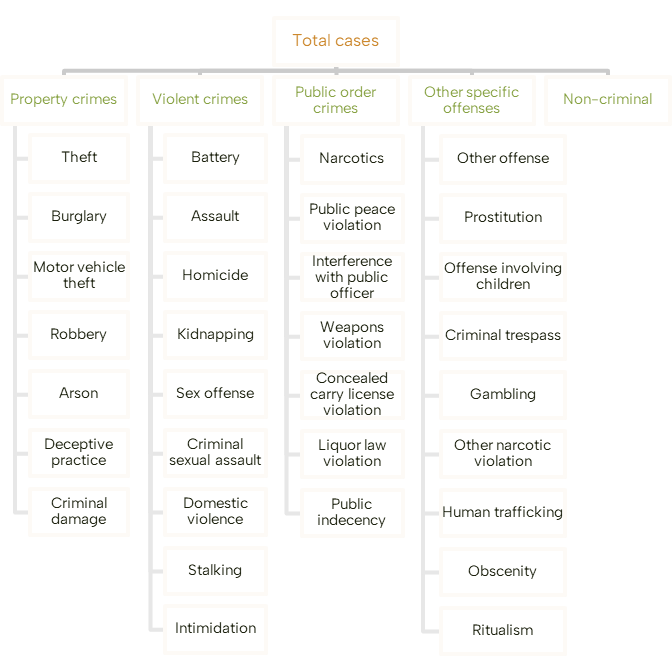 Total cases
Property crimes
Violent crimes
Public order
crimes
Other specific
offenses
Non-criminal
Theft
Burglary
Motor vehicle
theft
Robbery
Arson
Deceptive
practice
Criminal
damage
Battery
Assault
Homicide
Kidnapping
Sex offense
Criminal
sexual assault
Domestic
violence
Stalking
Intimidation
Narcotics
Public peace
violation
Interference
with public
officer
Weapons
violation
Concealed
carry license
violation
Liquor law
violation
Public
indecency
Other offense
Prostitution
Offense involving
children
Criminal trespass
Gambling
Other narcotic
violation
Human trafficking
Obscenity
Ritualism